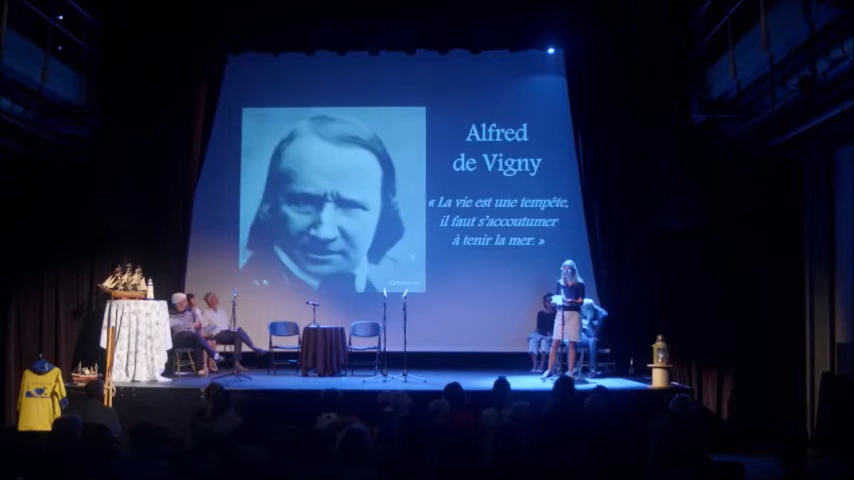 Alfred
de Vigny
« La vie est une tempête,
il faut s'accoutumer
à tenir la mer. »